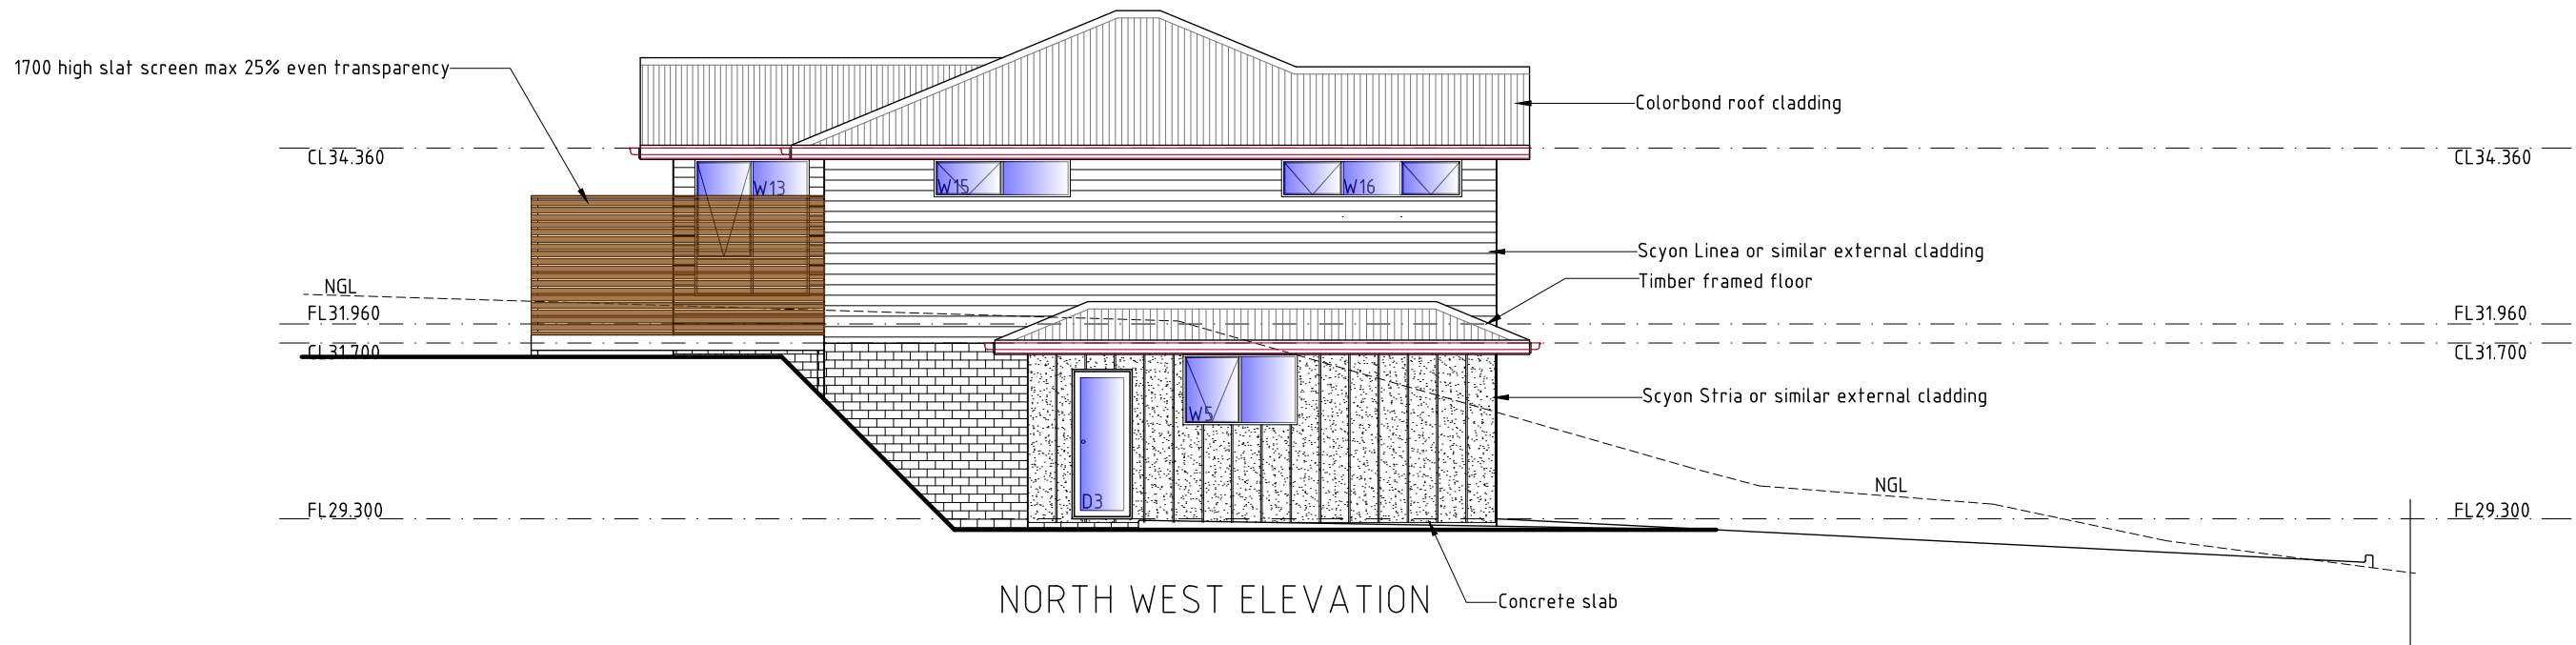 1700 high slat screen max 25% even transparency
Colorbond roof cladding
CL34.360
CL34.360
W13
W15
W16
Scyon Linea or similar external cladding
Timber framed floor
NGL
FL31.960
FL31.960
CL31.700
CL31.700
Scyon Stria or similar external cladding
W5
NGL
D3
FL29.300
FL29.300
NORTH WEST ELEVATION
Concrete slab